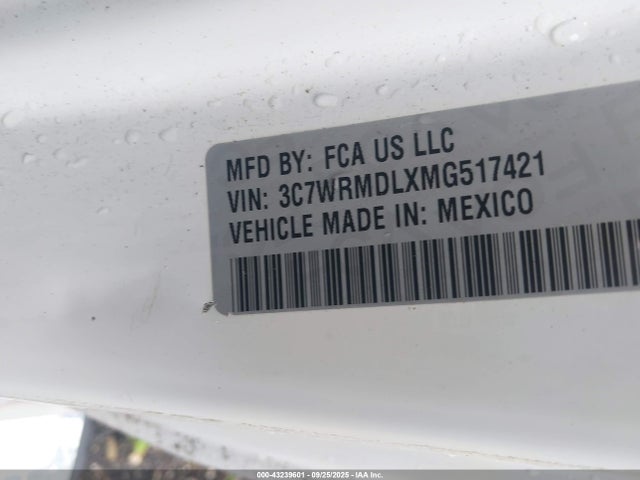 MFD BY: FCA US LLC
VIN: 3C7WRMDLXMG517421
VEHICLE MADE IN: MEXICO
000-43239601 - 09/25/2025 - IAA Inc.